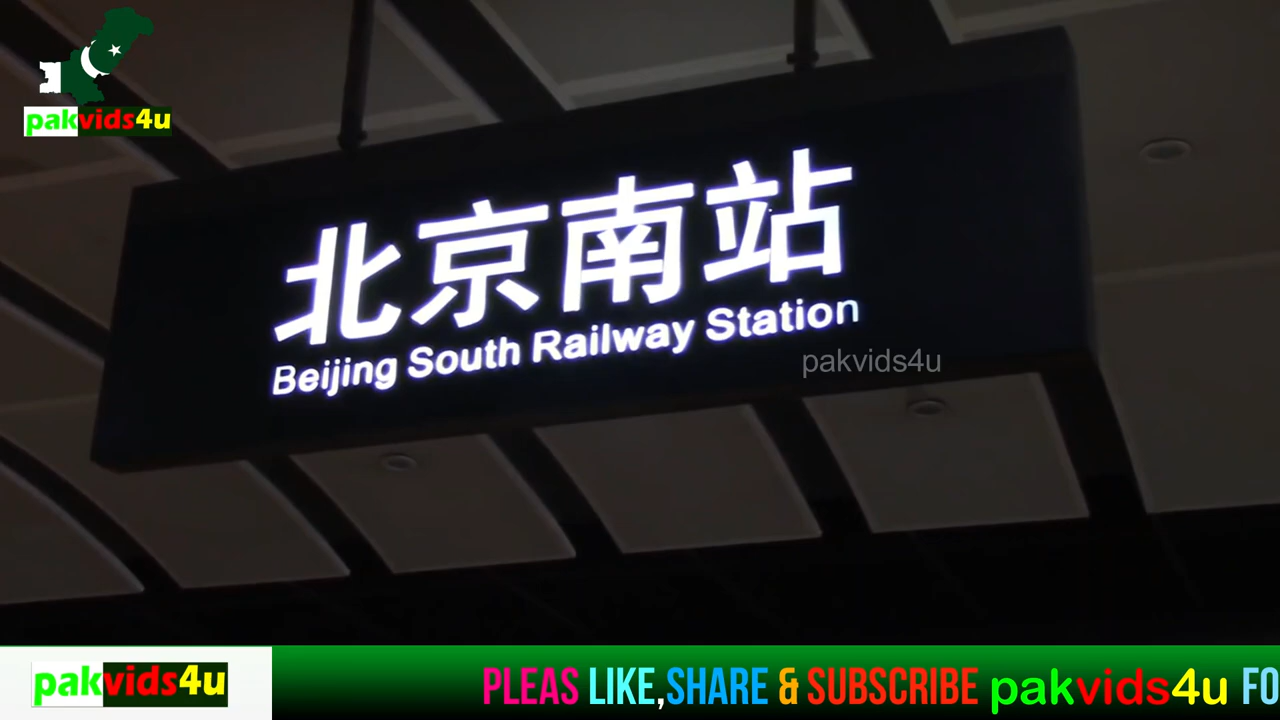 pakvids4u
北京南站
Beijing South Railway Station
pakvids4u
pakvids4u
PLEAS LIKE,SHARE & SUBSCRIBE pakvids4u FO